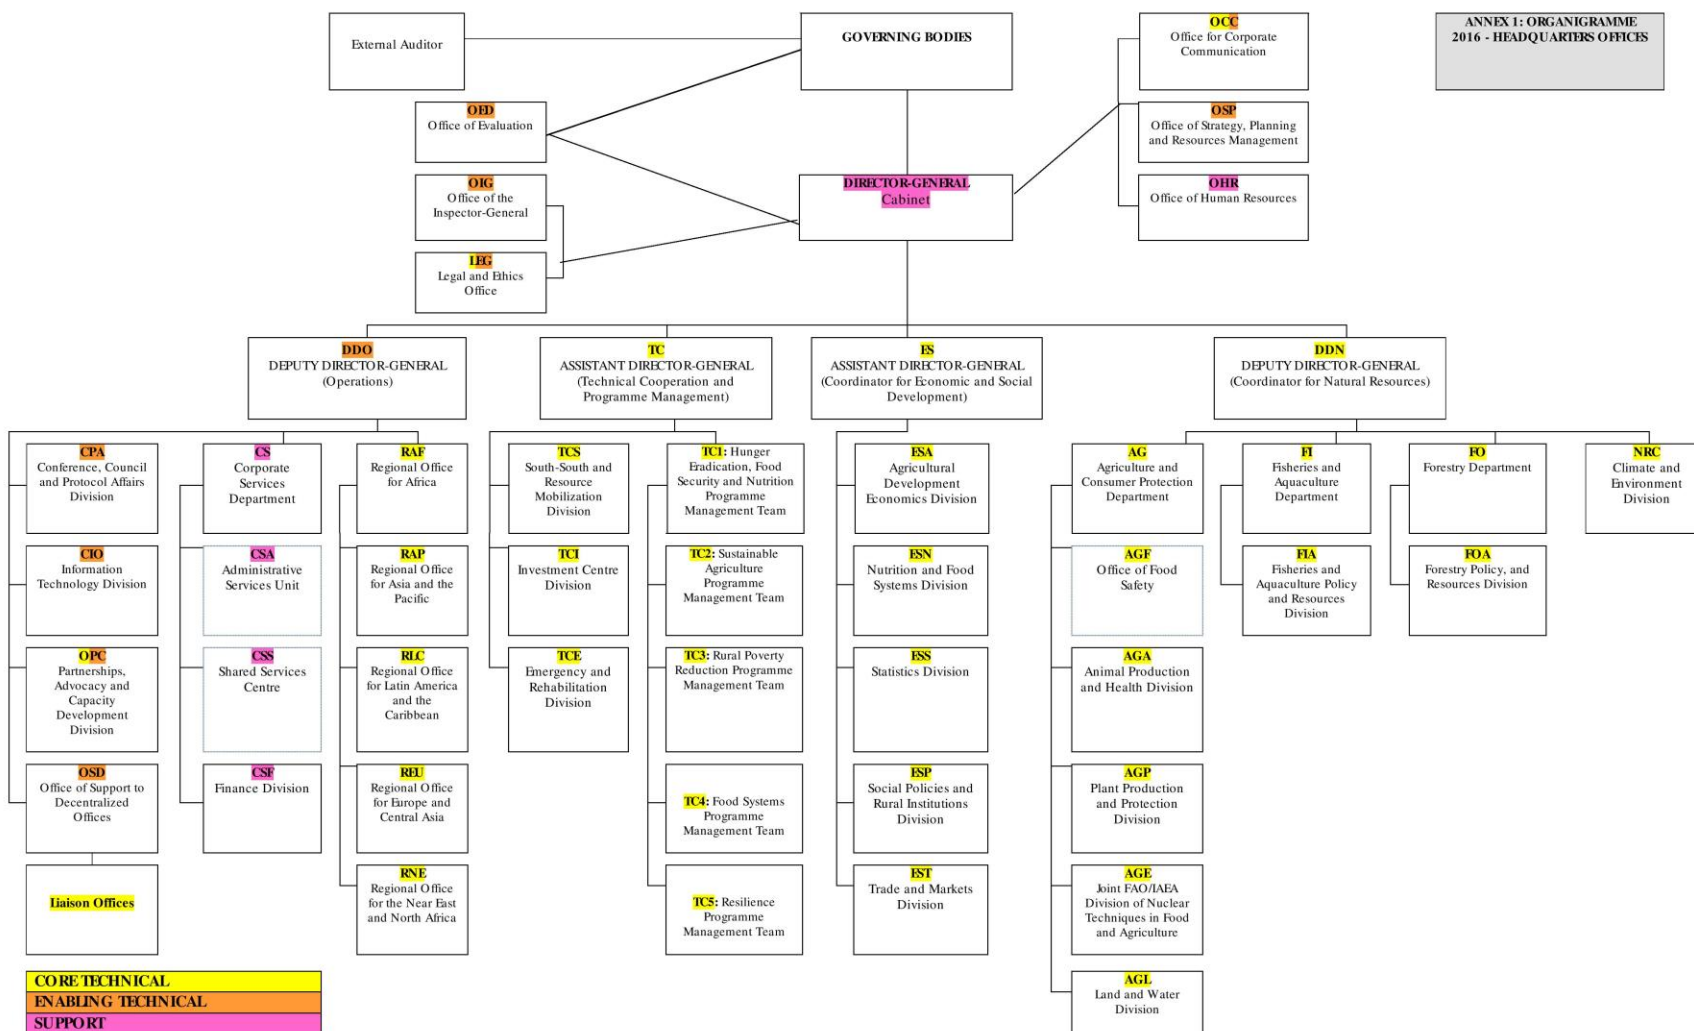 External Auditor
GOVERNING BODIES
OCC
Office for Corporate
Communication
ANNEX 1: ORGANIGRAMME
2016 - HEADQUARTERS OFFICES
OED
Office of Evaluation
OSP
Office of Strategy, Planning
and Resources Management
OIG
Office of the
Inspector-General
DIRECTOR-GENERAL
Cabinet
OHR
Office of Human Resources
LEG
Legal and Ethics
Office
DDO
DEPUTY DIRECTOR-GENERAL
(Operations)
TC
ASSISTANT DIRECTOR-GENERAL
(Technical Cooperation and
Programme Management)
ES
ASSISTANT DIRECTOR-GENERAL
(Coordinator for Economic and Social
Development)
DDN
DEPUTY DIRECTOR-GENERAL
(Coordinator for Natural Resources)
CPA
Conference, Council
and Protocol Affairs
Division
CS
Corporate
Services
Department
RAF
Regional Office
for Africa
TCS
South-South and
Resource
Mobilization
Division
TC1: Hunger
Eradication, Food
Security and Nutrition
Programme
Management Team
ESA
Agricultural
Development
Economics Division
AG
Agriculture and
Consumer Protection
Department
FI
Fisheries and
Aquaculture
Department
FO
Forestry Department
NRC
Climate and
Environment
Division
CIO
Information
Technology Division
CSA
Administrative
Services Unit
RAP
Regional Office
for Asia and the
Pacific
TCI
Investment Centre
Division
TC2: Sustainable
Agriculture
Programme
Management Team
ESN
Nutrition and Food
Systems Division
AGF
Office of Food
Safety
FIA
Fisheries and
Aquaculture Policy
and Resources
Division
FOA
Forestry Policy, and
Resources Division
OPC
Partnerships,
Advocacy and
Capacity
Development
Division
CSS
Shared Services
Centre
RLC
Regional Office
for Latin America
and the
Caribbean
TCE
Emergency and
Rehabilitation
Division
TC3: Rural Poverty
Reduction Programme
Management Team
ESS
Statistics Division
AGA
Animal Production
and Health Division
OSD
Office of Support to
Decentralized
Offices
CSF
Finance Division
REU
Regional Office
for Europe and
Central Asia
TC4: Food Systems
Programme
Management Team
ESP
Social Policies and
Rural Institutions
Division
AGP
Plant Production
and Protection
Division
Liaison Offices
RNE
Regional Office
for the Near East
and North Africa
TC5: Resilience
Programme
Management Team
EST
Trade and Markets
Division
AGE
Joint FAO/IAEA
Division of Nuclear
Techniques in Food
and Agriculture
AGL
Land and Water
Division
CORE TECHNICAL
ENABLING TECHNICAL
SUPPORT